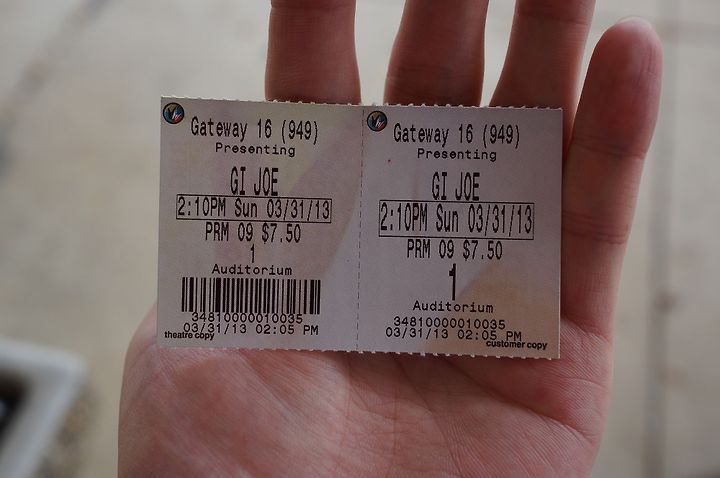 Gateway 16 (949)
Presenting
GI JOE
2:10PM Sun 03/31/13
PRM 09 $7.50
1
Auditorium
34810000010035
03/31/13 02:05 PM
theatre copy
Gateway 16 (949)
Presenting
GI JOE
2:10PM Sun 03/31/13
PRM 09 $7.50
1
Auditorium
34810000010035
03/31/13 02:05 PM
customer copy